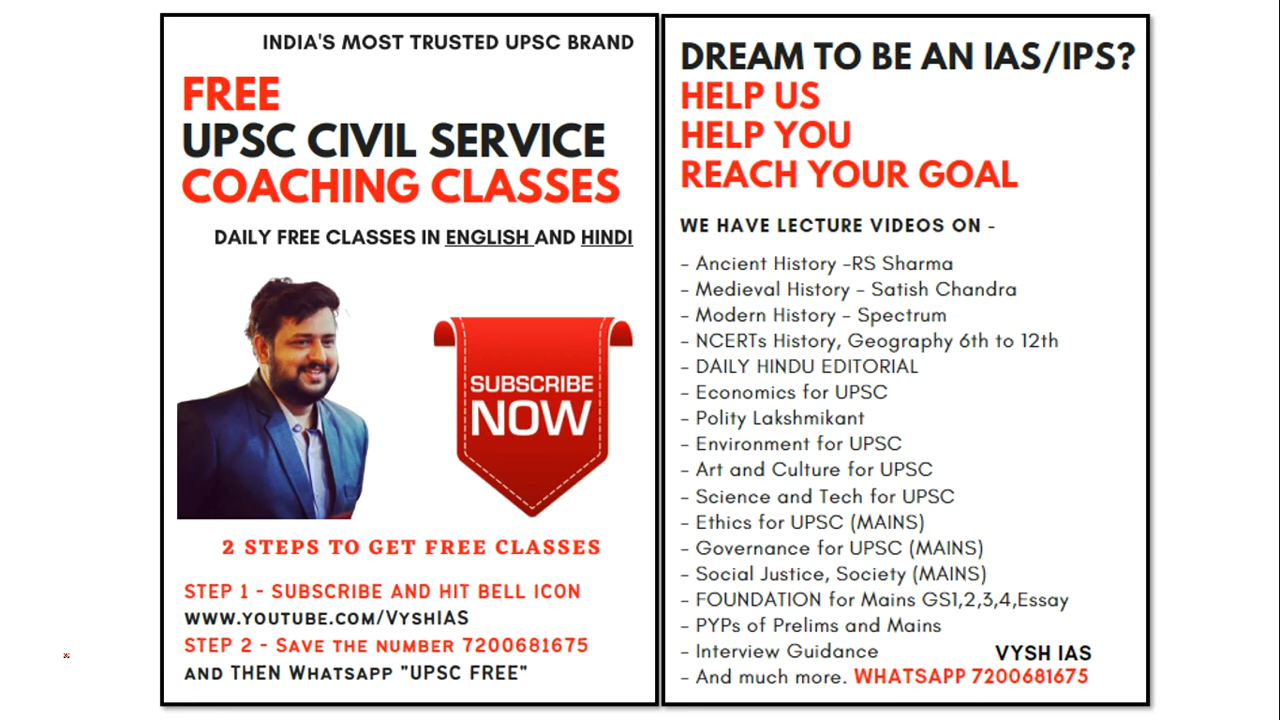 INDIA'S MOST TRUSTED UPSC BRAND
FREE
UPSC CIVIL SERVICE
COACHING CLASSES
DAILY FREE CLASSES IN ENGLISH AND HINDI
SUBSCRIBE
NOW
2 STEPS TO GET FREE CLASSES
STEP 1 - SUBSCRIBE AND HIT BELL ICON
WWW.YOUTUBE.COM/VYSHIAS
STEP 2 - SAVE THE NUMBER 7200681675
AND THEN WHATSAPP "UPSC FREE"
DREAM TO BE AN IAS/IPS?
HELP US
HELP YOU
REACH YOUR GOAL
WE HAVE LECTURE VIDEOS ON -
- Ancient History -RS Sharma
- Medieval History - Satish Chandra
- Modern History - Spectrum
- NCERTs History, Geography 6th to 12th
- DAILY HINDU EDITORIAL
- Economics for UPSC
- Polity Lakshmikant
- Environment for UPSC
- Art and Culture for UPSC
- Science and Tech for UPSC
- Ethics for UPSC (MAINS)
- Governance for UPSC (MAINS)
- Social Justice, Society (MAINS)
- FOUNDATION for Mains GS1,2,3,4,Essay
- PYPs of Prelims and Mains
- Interview Guidance VYSH IAS
- And much more. WHATSAPP 7200681675